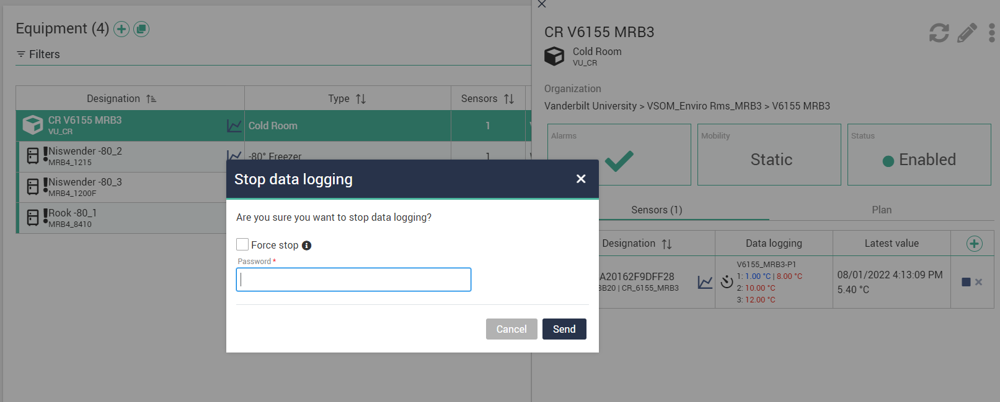 Equipment (4)
Filters
Designation Type Sensors
CR V6155 MRB3
VU_CR
Cold Room 1
Niswender -80_2
MRB4_1215
-80° Freezer 1
Niswender -80_3
MRB4_1200F
Rook -80_1
MRB4_8410
CR V6155 MRB3
Cold Room
VU_CR
Organization
Vanderbilt University > VSOM_Enviro Rms_MRB3 > V6155 MRB3
Alarms
Mobility
Static
Status
Enabled
Sensors (1) Plan
Designation Data logging Latest value
A20162F9DFF28
BB20 | CR_6155_MRB3
V6155_MRB3-P1
1: 1.00 °C | 8.00 °C
2: 10.00 °C
3: 12.00 °C
08/01/2022 4:13:09 PM
5.40 °C
Stop data logging
Are you sure you want to stop data logging?
Force stop
Password *
Cancel Send